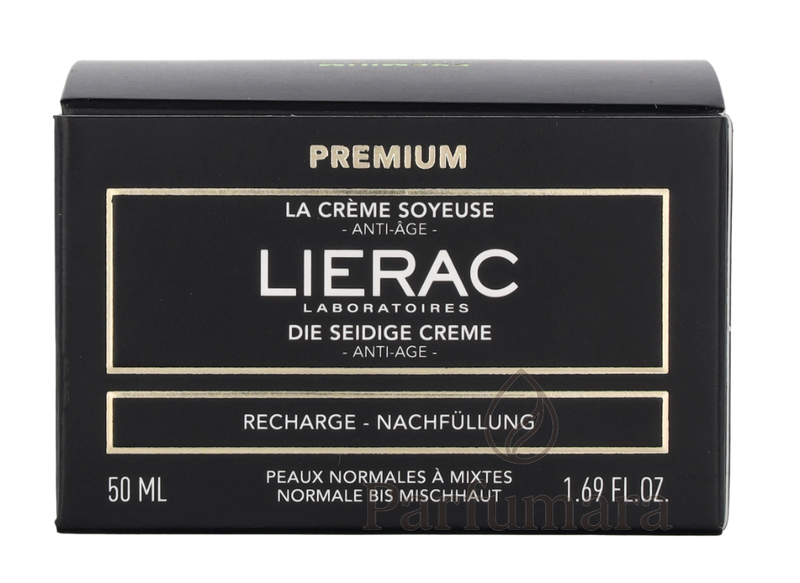 PREMIUM
LA CRÈME SOYEUSE
- ANTI-ÂGE -
LIERAC
LABORATOIRES
DIE SEIDIGE CREME
- ANTI-AGE -
RECHARGE - NACHFÜLLUNG
50 ML
PEAUX NORMALES À MIXTES
NORMALE BIS MISCHHAUT
1.69 FL.OZ.
Parfumara